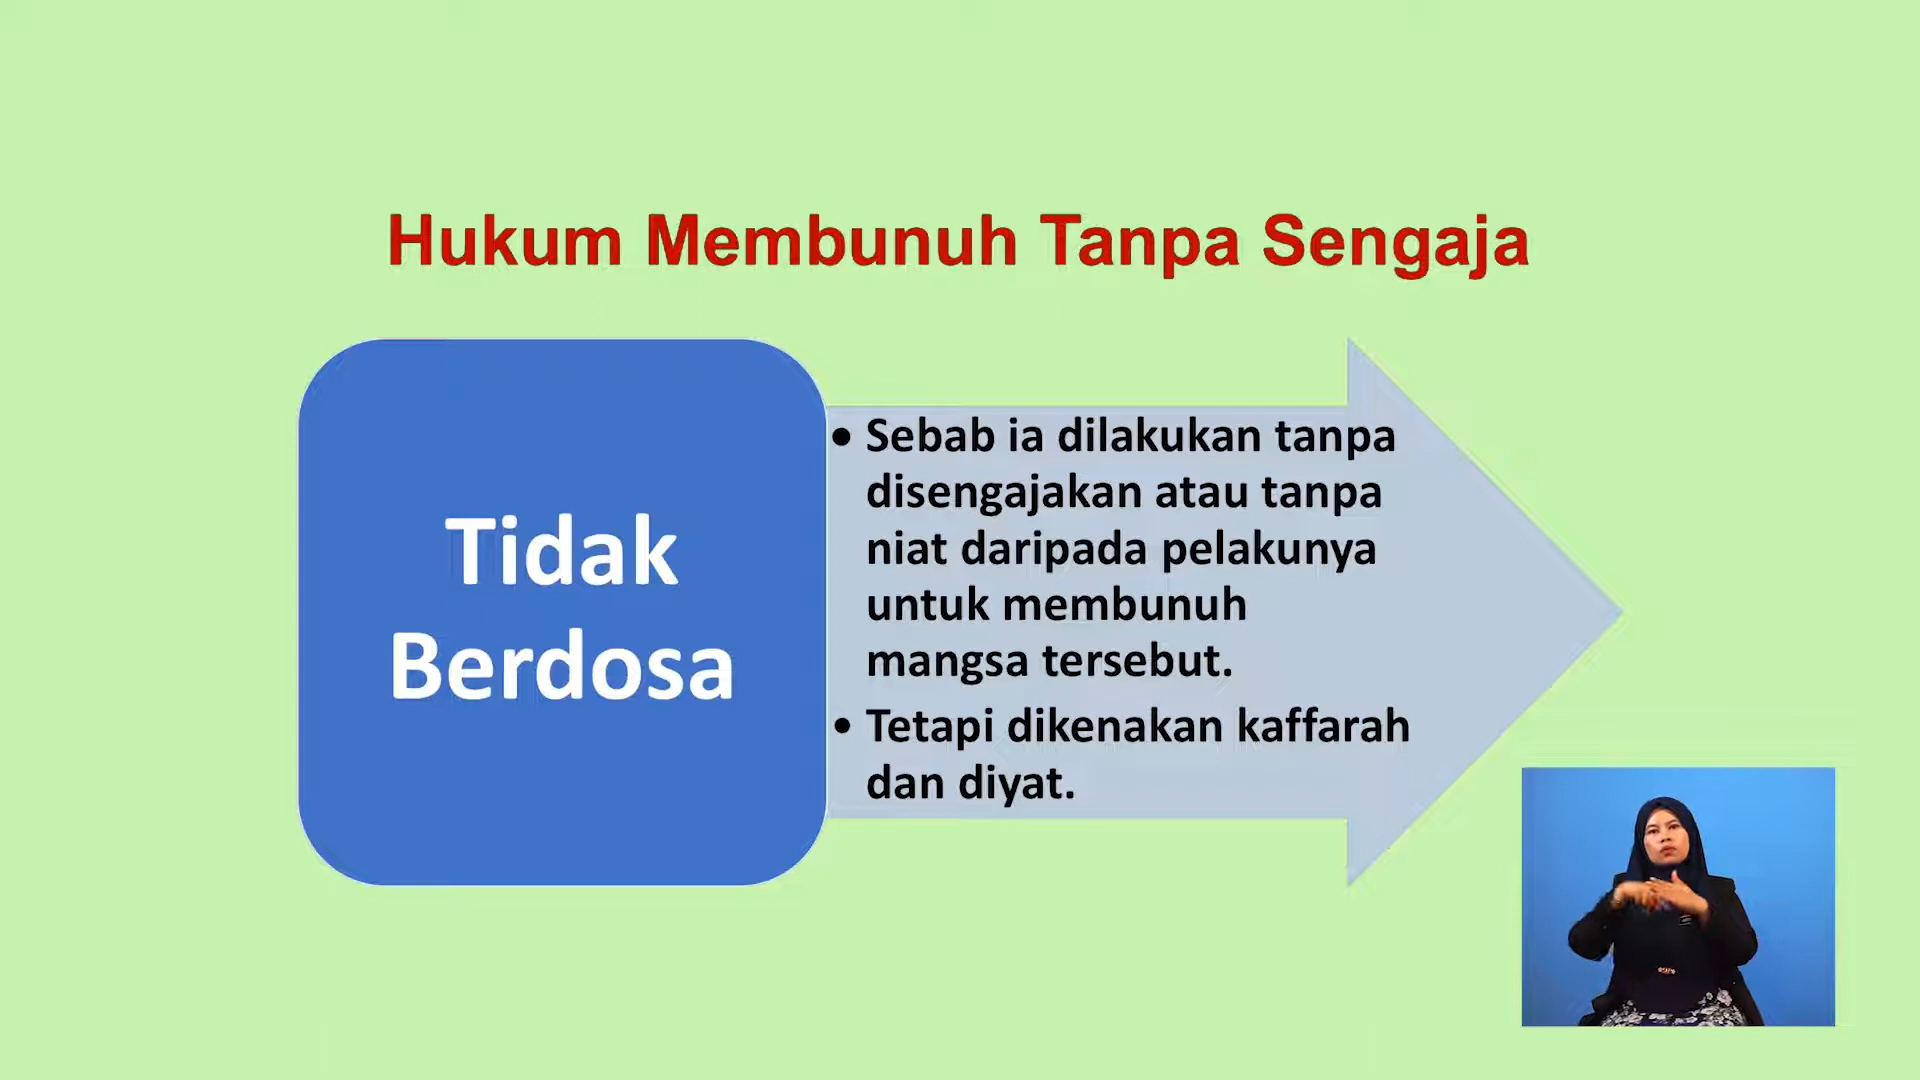 Hukum Membunuh Tanpa Sengaja
Tidak
Berdosa
• Sebab ia dilakukan tanpa
disengajakan atau tanpa
niat daripada pelakunya
untuk membunuh
mangsa tersebut.
• Tetapi dikenakan kaffarah
dan diyat.